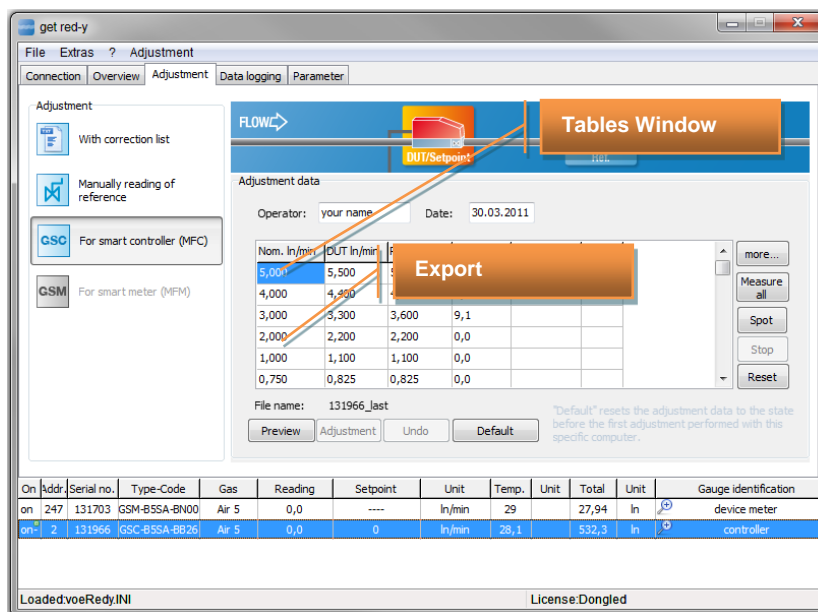 get red-y
File Extras ? Adjustment
Connection Overview Adjustment Data logging Parameter
Adjustment
With correction list
Manually reading of
reference
GSC For smart controller (MFC)
GSM For smart meter (MFM)
FLOW
DUT/Setpoint
Tables Window
Ref.
Adjustment data
Operator: your name Date: 30.03.2011
Nom. ln/min DUT ln/min
5,000 5,500
4,000 4,400
3,000 3,300 3,600 9,1
2,000 2,200 2,200 0,0
1,000 1,100 1,100 0,0
0,750 0,825 0,825 0,0
Export
more...
Measure
all
Spot
Stop
Reset
File name: 131966_last
Preview Adjustment Undo Default
"Default" resets the adjustment data to the state
before the first adjustment performed with this
specific computer.
On Addr. Serial no. Type-Code Gas Reading Setpoint Unit Temp. Unit Total Unit Gauge identification
on 247 131703 GSM-B5SA-BN00 Air 5 0,0 ---- ln/min 29 27,94 ln device meter
on- 2 131966 GSC-B5SA-BB26 Air 5 0,0 0 ln/min 28,1 532,3 ln controller
Loaded:voeRedy.INI License:Dongled